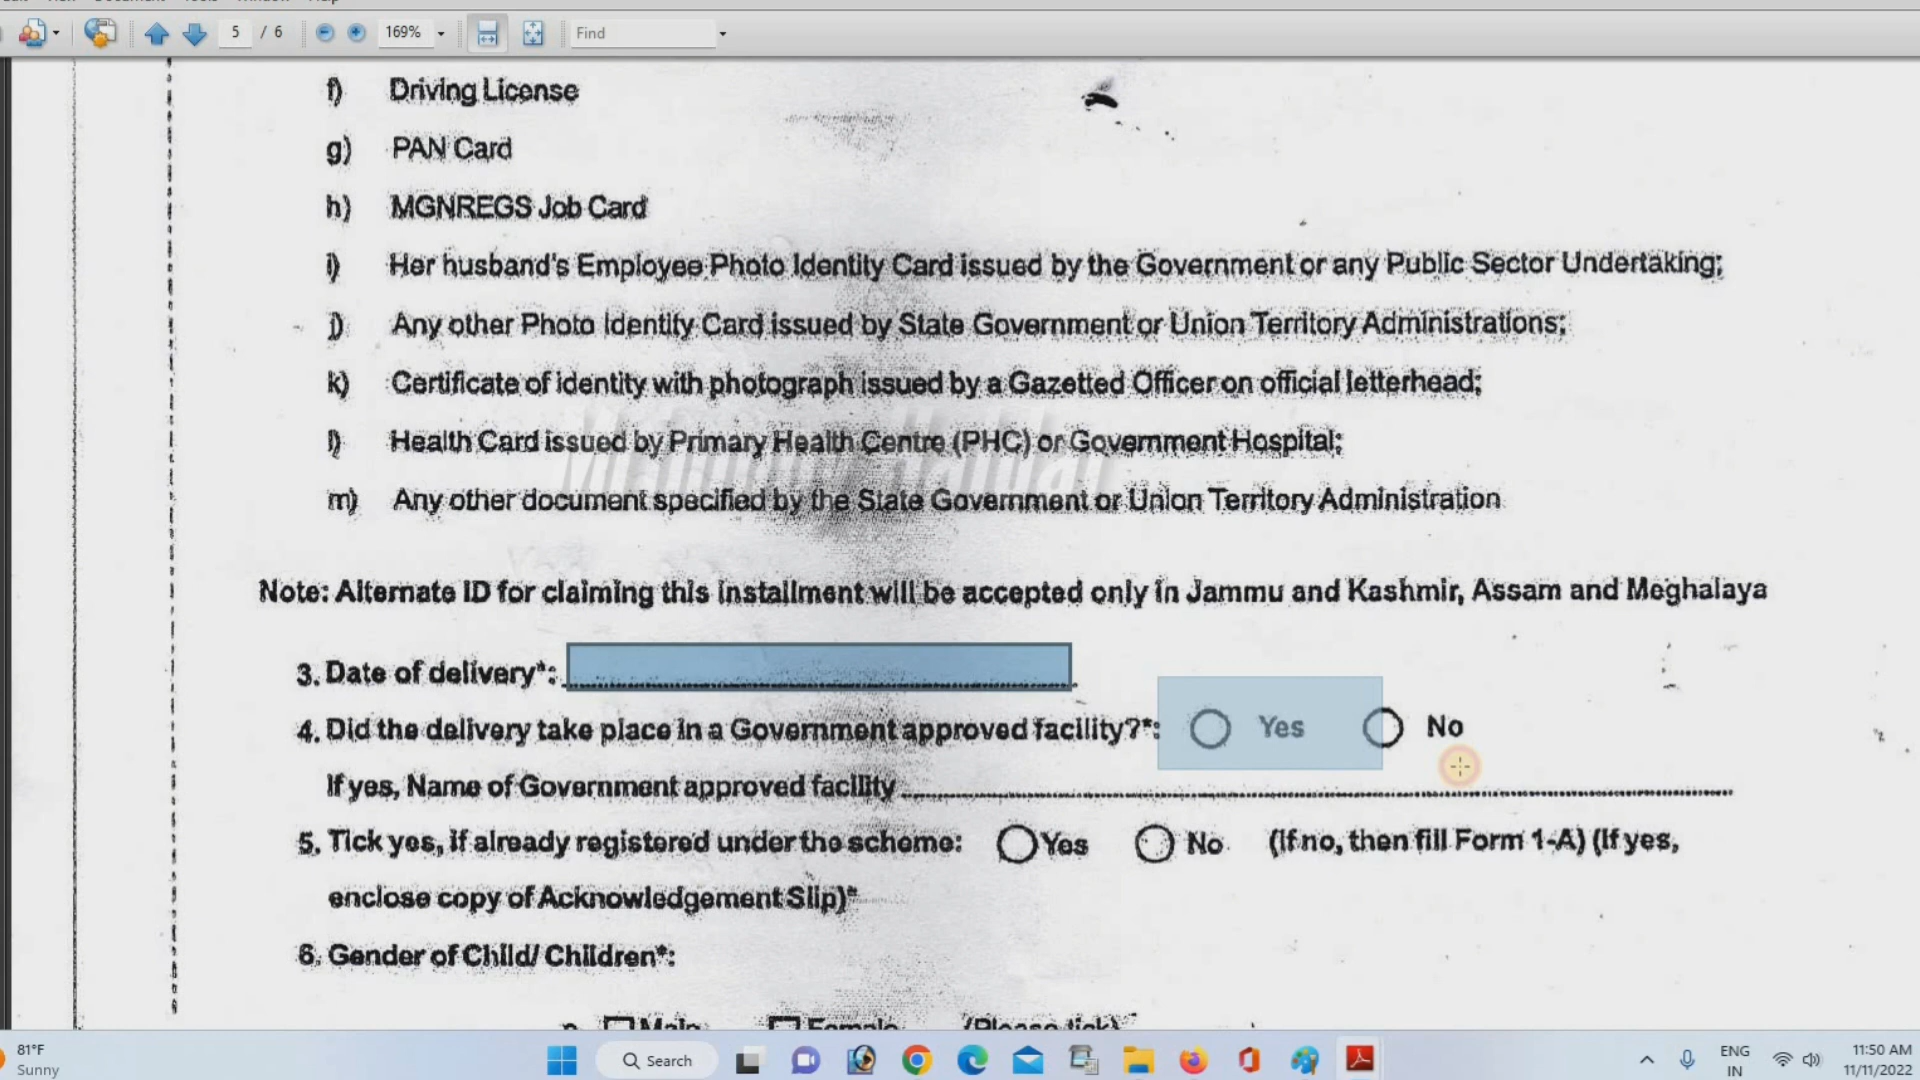 5 / 6
169%
Find
f) Driving License
g) PAN Card
h) MGNREGS Job Card
i) Her husband's Employee Photo Identity Card issued by the Government or any Public Sector Undertaking;
j) Any other Photo Identity Card issued by State Government or Union Territory Administrations;
k) Certificate of identity with photograph issued by a Gazetted Officer on official letterhead;
l) Health Card issued by Primary Health Centre (PHC) or Government Hospital;
m) Any other document specified by the State Government or Union Territory Administration
Note: Alternate ID for claiming this installment will be accepted only in Jammu and Kashmir, Assam and Meghalaya
3. Date of delivery*:
4. Did the delivery take place in a Government approved facility?*: Yes No
If yes, Name of Government approved facility
5. Tick yes, if already registered under the scheme: Yes No (If no, then fill Form 1-A) (If yes,
enclose copy of Acknowledgement Slip)*
6. Gender of Child/ Children*:
Male Female (Please tick)
81°F
Sunny
Search
ENG
IN
11:50 AM
11/11/2022